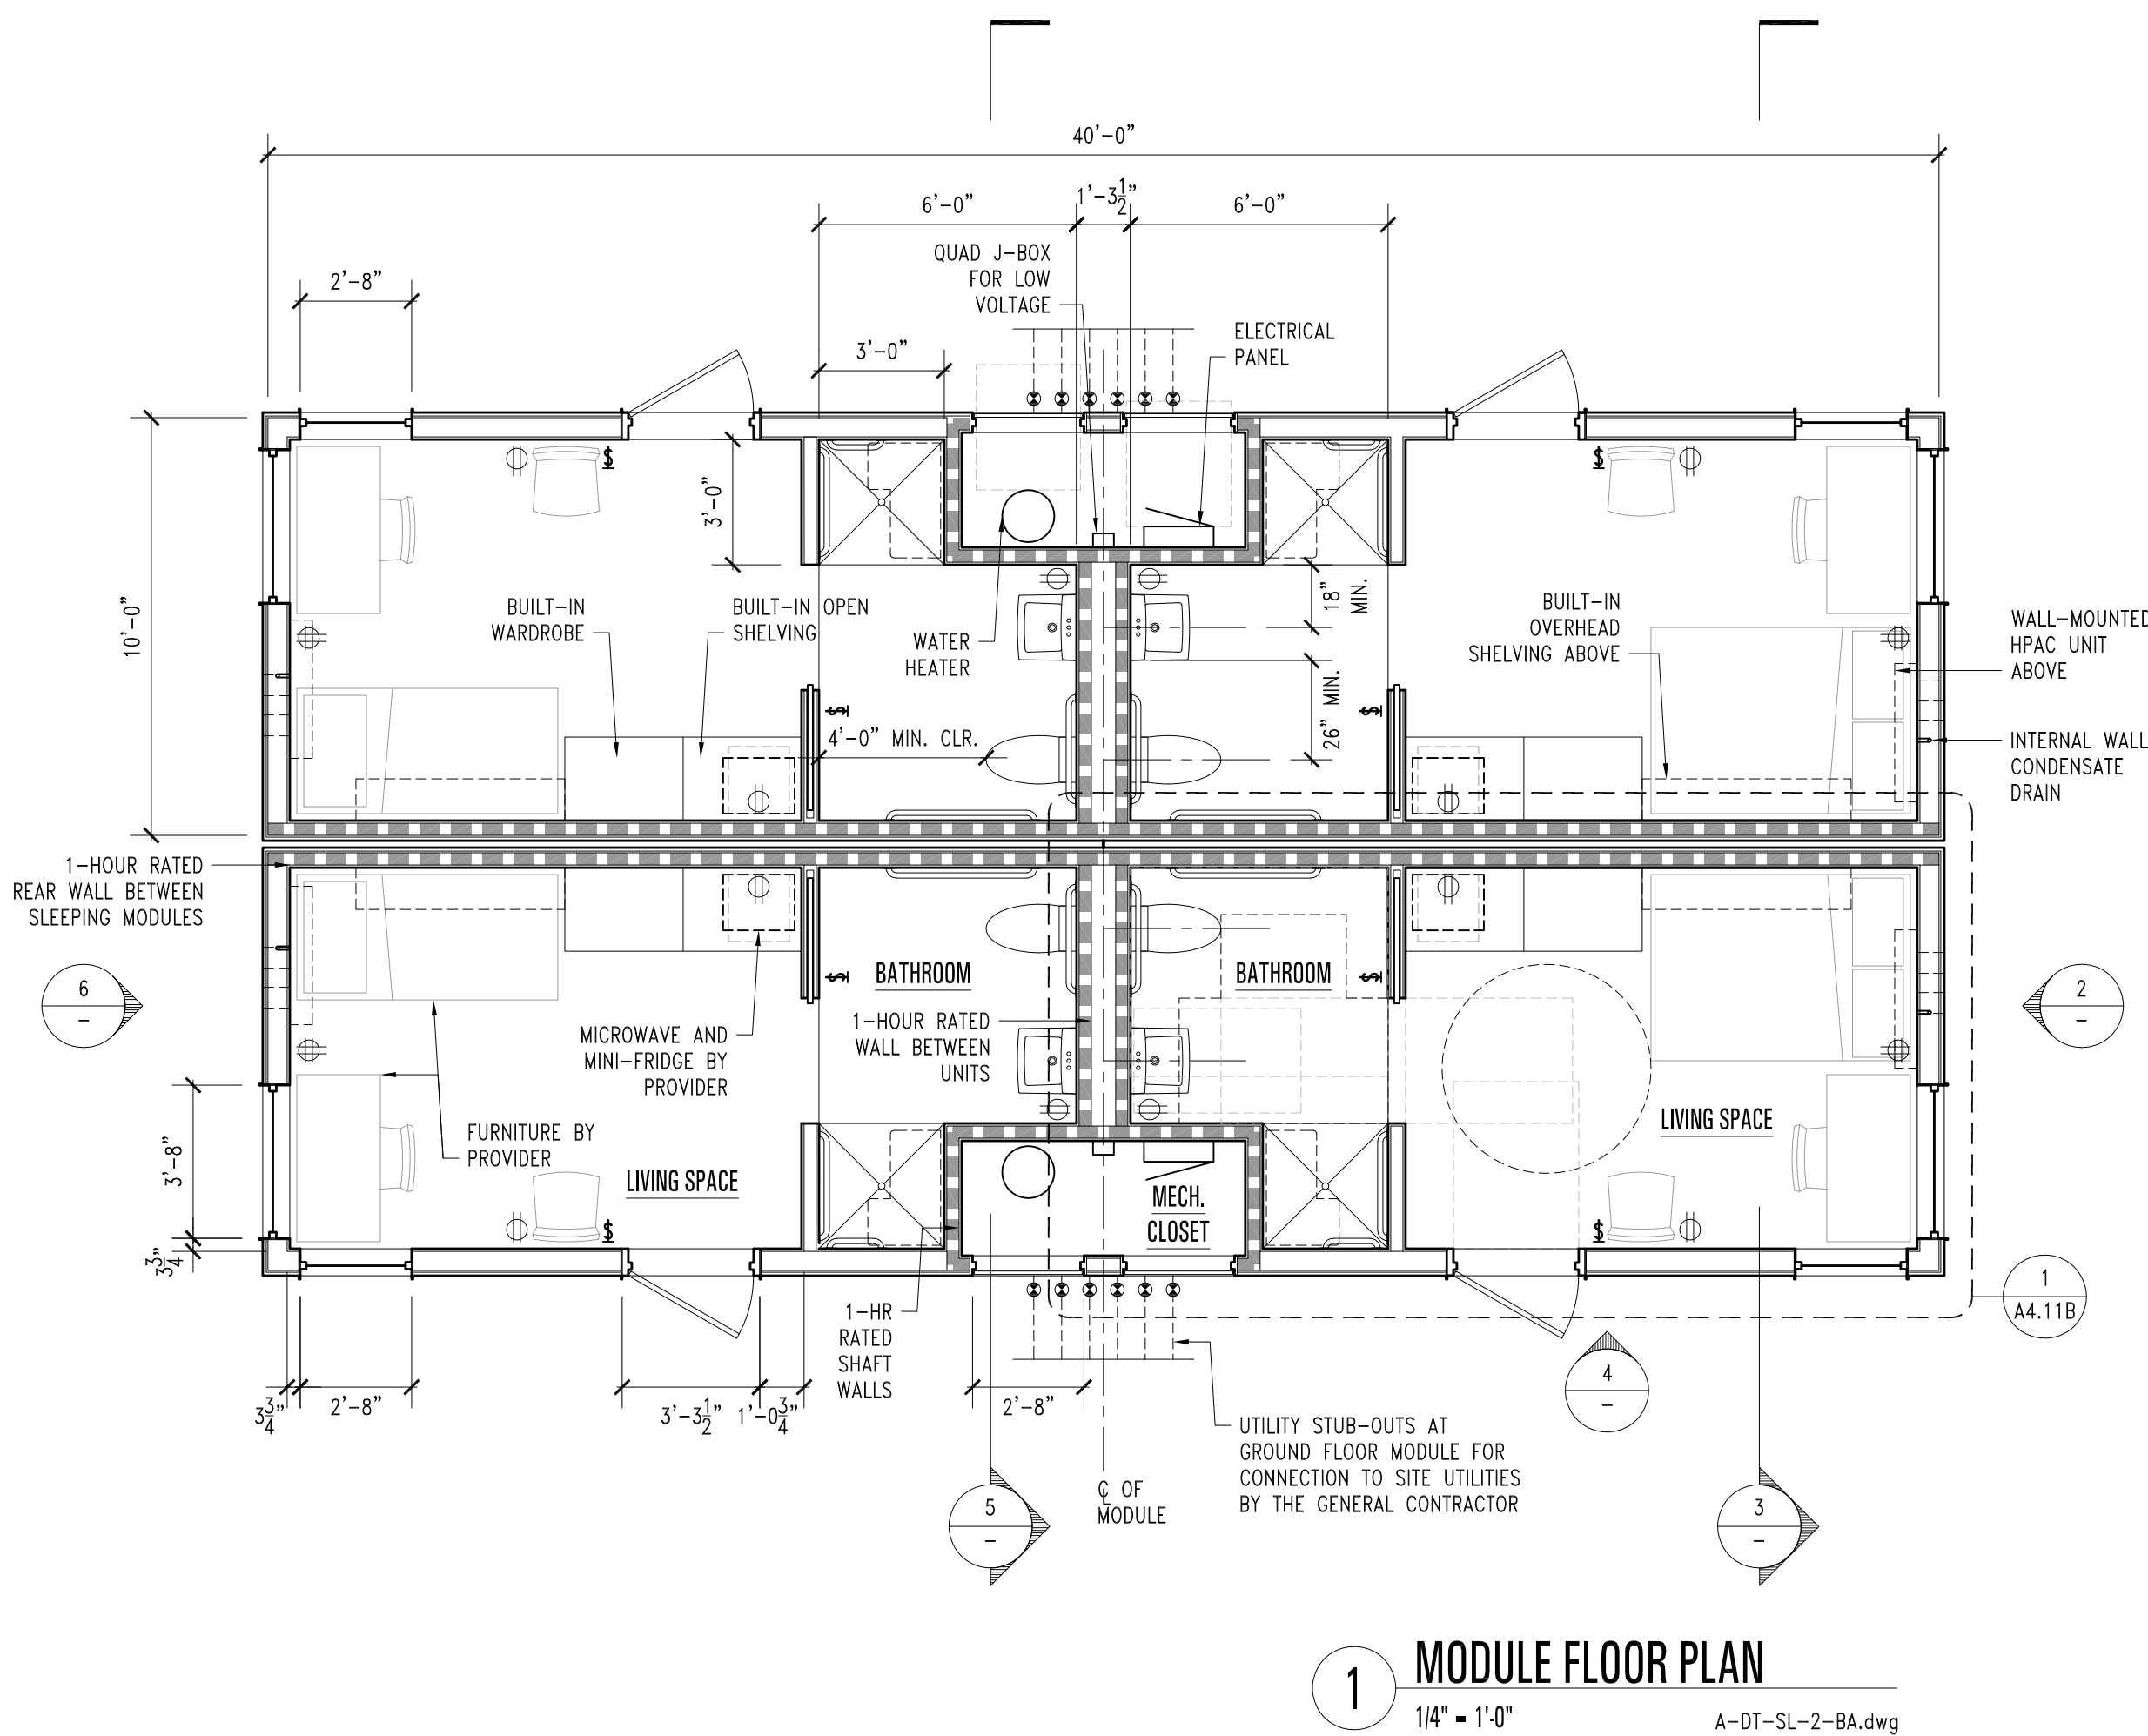 40'-0"
6'-0"
1'-3 1/2"
6'-0"
QUAD J-BOX
FOR LOW
VOLTAGE
2'-8"
ELECTRICAL
PANEL
3'-0"
3'-0"
10'-0"
BUILT-IN
WARDROBE
BUILT-IN OPEN
SHELVING
WATER
HEATER
18"
MIN.
26" MIN.
BUILT-IN
OVERHEAD
SHELVING ABOVE
WALL-MOUNTED
HPAC UNIT
ABOVE
4'-0" MIN. CLR.
INTERNAL WALL
CONDENSATE
DRAIN
$
$
$
$
1-HOUR RATED
REAR WALL BETWEEN
SLEEPING MODULES
6
-
BATHROOM
BATHROOM
$
$
2
-
MICROWAVE AND
MINI-FRIDGE BY
PROVIDER
1-HOUR RATED
WALL BETWEEN
UNITS
FURNITURE BY
PROVIDER
LIVING SPACE
LIVING SPACE
3'-8"
3 3/4"
MECH.
CLOSET
$
$
1
A4.11B
1-HR
RATED
SHAFT
WALLS
4
-
3 3/4"
2'-8"
3'-3 1/2"
1'-0 3/4"
2'-8"
UTILITY STUB-OUTS AT
GROUND FLOOR MODULE FOR
CONNECTION TO SITE UTILITIES
BY THE GENERAL CONTRACTOR
℄ OF
MODULE
5
-
3
-
1
MODULE FLOOR PLAN
1/4" = 1'-0"
A-DT-SL-2-BA.dwg